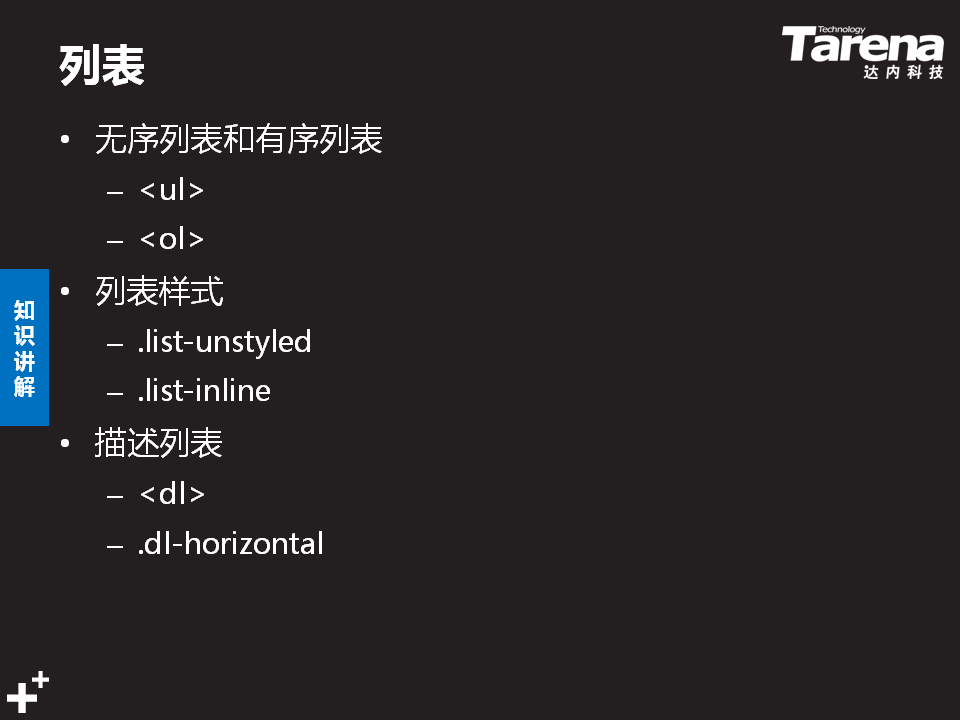 列表
Technology
Tarena
达内科技
• 无序列表和有序列表
– <ul>
– <ol>
• 列表样式
– .list-unstyled
– .list-inline
• 描述列表
– <dl>
– .dl-horizontal
知识讲解